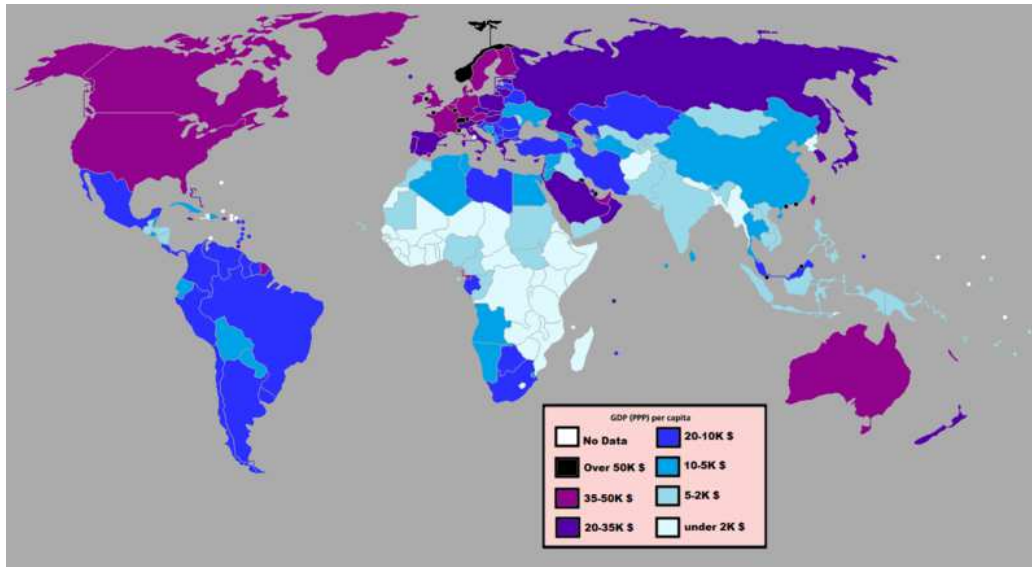 GDP (PPP) per capita
No Data
Over 50K $
35-50K $
20-35K $
20-10K $
10-5K $
5-2K $
under 2K $